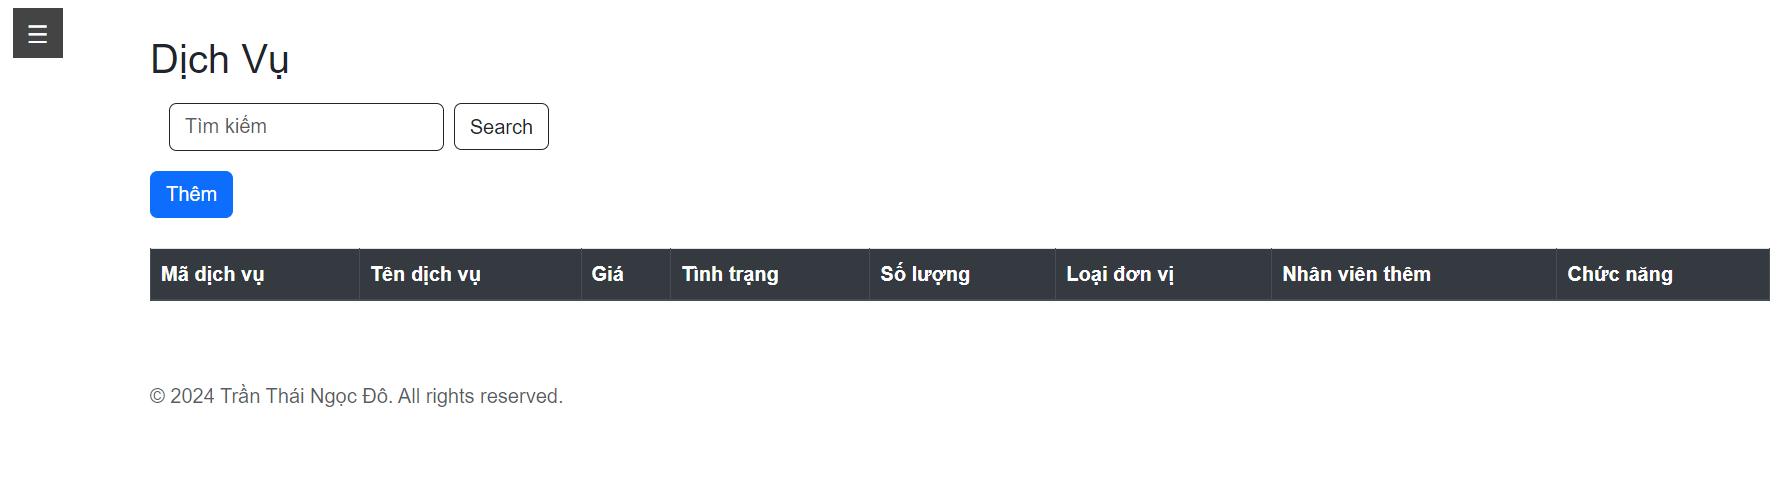 ☰
Dịch Vụ
Tìm kiếm Search
Thêm
Mã dịch vụ Tên dịch vụ Giá Tình trạng Số lượng Loại đơn vị Nhân viên thêm Chức năng
© 2024 Trần Thái Ngọc Đô. All rights reserved.